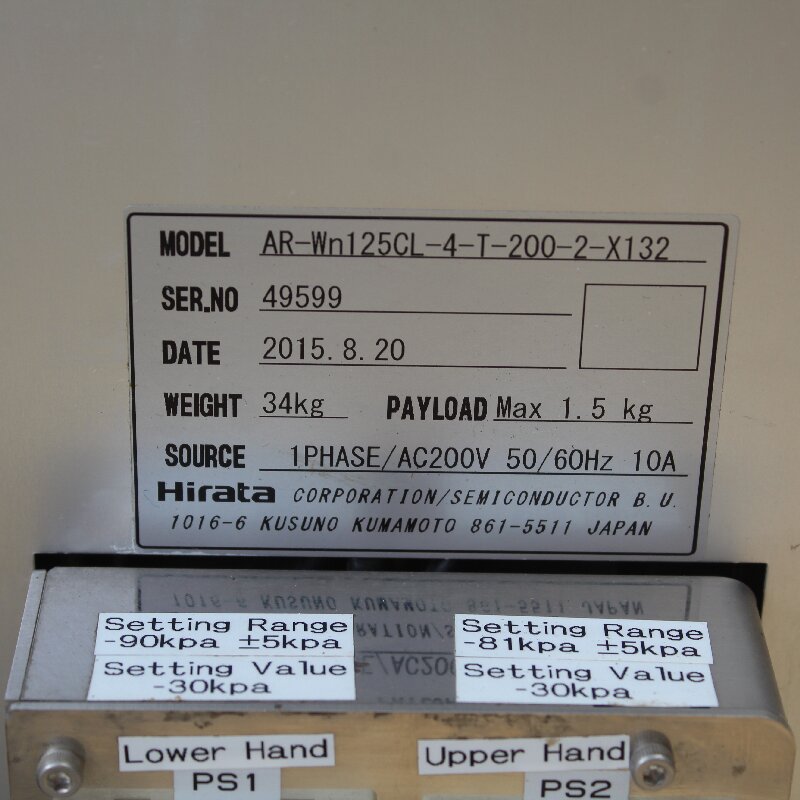 MODEL AR-Wn125CL-4-T-200-2-X132
SER.NO 49599
DATE 2015.8.20
WEIGHT 34kg PAYLOAD Max 1.5 kg
SOURCE 1PHASE/AC200V 50/60Hz 10A
Hirata CORPORATION/SEMICONDUCTOR B.U.
1016-6 KUSUNO KUMAMOTO 861-5511 JAPAN
Setting Range
-90kpa ±5kpa
Setting Value
-30kpa
Setting Range
-81kpa ±5kpa
Setting Value
-30kpa
Lower Hand
PS1
Upper Hand
PS2